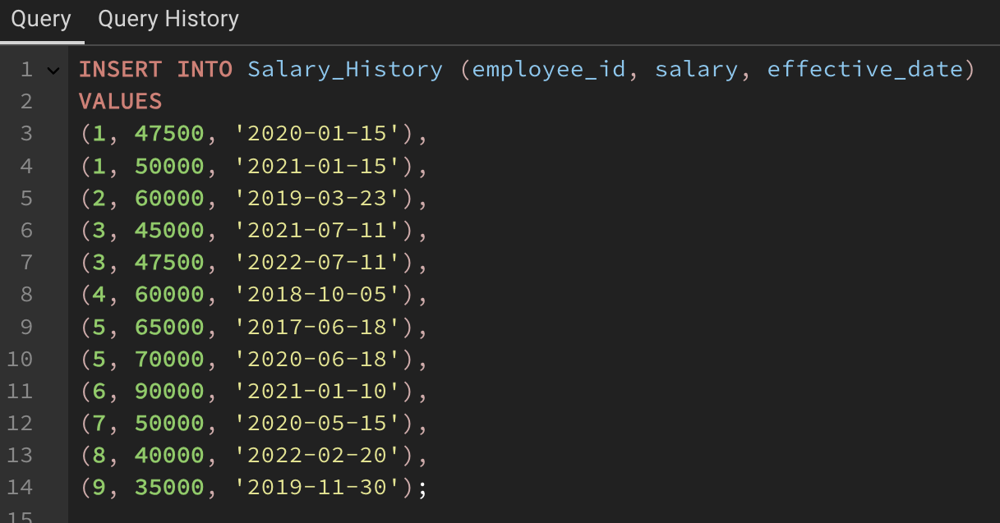 Query Query History
1 INSERT INTO Salary_History (employee_id, salary, effective_date)
2 VALUES
3 (1, 47500, '2020-01-15'),
4 (1, 50000, '2021-01-15'),
5 (2, 60000, '2019-03-23'),
6 (3, 45000, '2021-07-11'),
7 (3, 47500, '2022-07-11'),
8 (4, 60000, '2018-10-05'),
9 (5, 65000, '2017-06-18'),
10 (5, 70000, '2020-06-18'),
11 (6, 90000, '2021-01-10'),
12 (7, 50000, '2020-05-15'),
13 (8, 40000, '2022-02-20'),
14 (9, 35000, '2019-11-30');
15